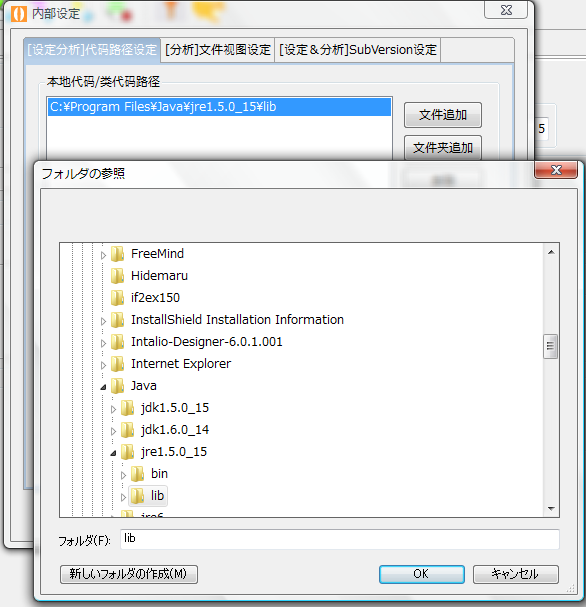 内部设定
[设定分析]代码路径设定 [分析]文件视图设定 [设定＆分析]SubVersion设定
本地代码/类代码路径
C:¥Program Files¥Java¥jre1.5.0_15¥lib
文件追加
5
文件夹追加
フォルダの参照
FreeMind
Hidemaru
if2ex150
InstallShield Installation Information
Intalio-Designer-6.0.1.001
Internet Explorer
Java
jdk1.5.0_15
jdk1.6.0_14
jre1.5.0_15
bin
lib
jre6
フォルダ(F): lib
新しいフォルダの作成(M) OK キャンセル